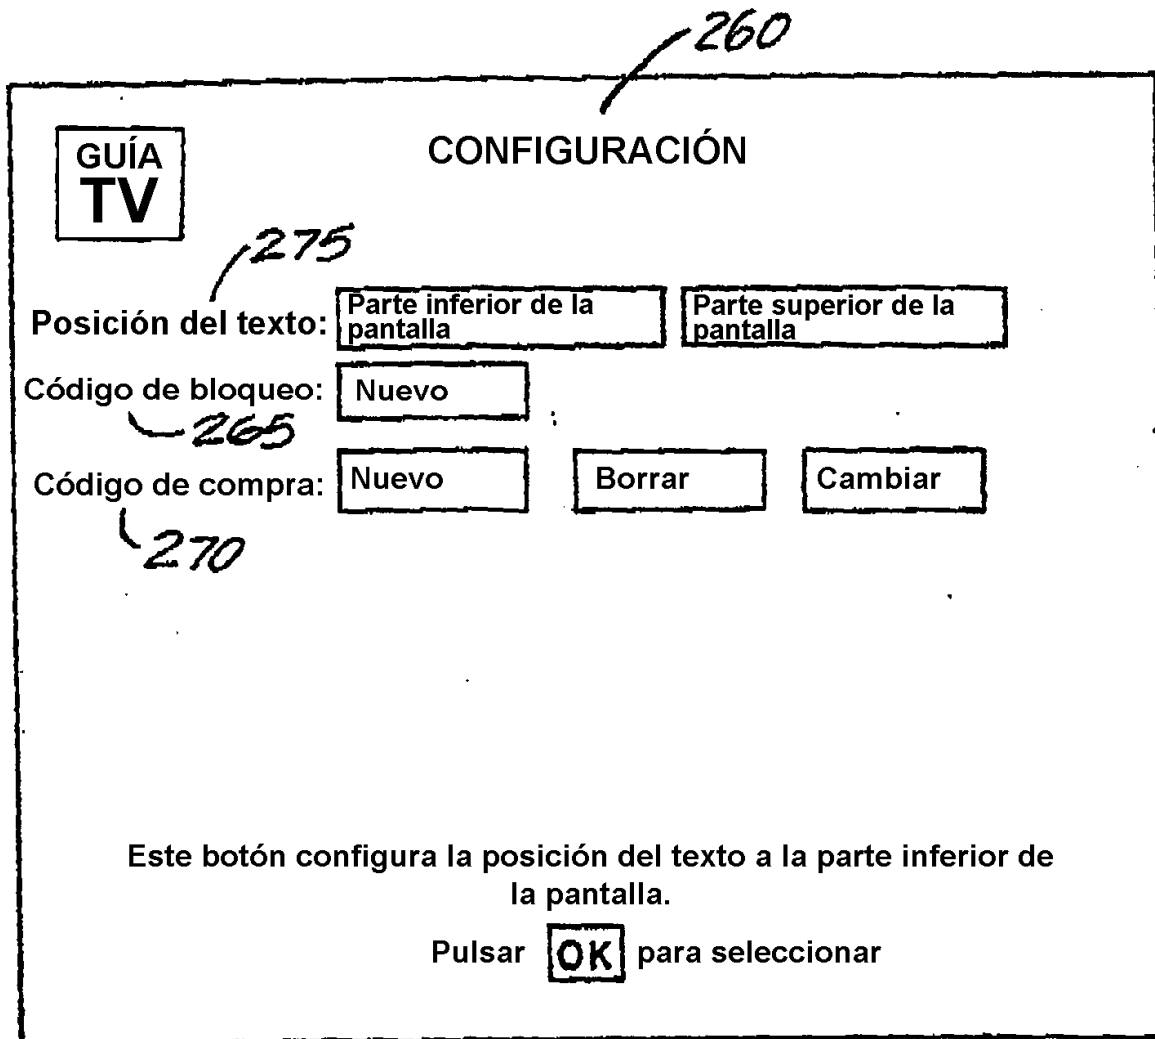 260
GUÍA
TV
CONFIGURACIÓN
275
Posición del texto:
Parte inferior de la
pantalla
Parte superior de la
pantalla
Código de bloqueo:
Nuevo
265
Código de compra:
Nuevo
Borrar
Cambiar
270
Este botón configura la posición del texto a la parte inferior de
la pantalla.
Pulsar OK para seleccionar